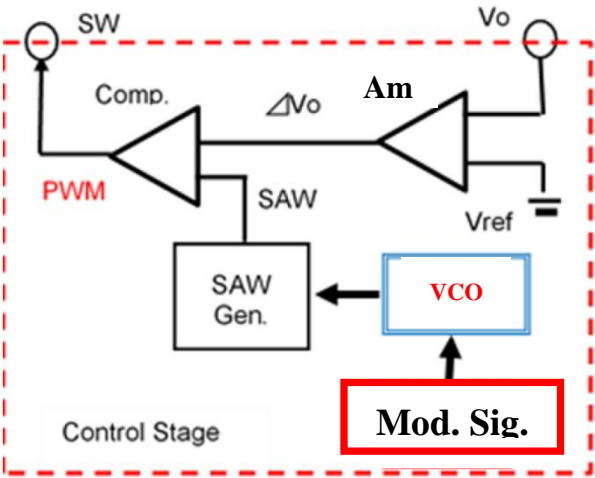 SW
Vo
Comp.
⊿Vo
Am
PWM
SAW
Vref
SAW
Gen.
VCO
Mod. Sig.
Control Stage